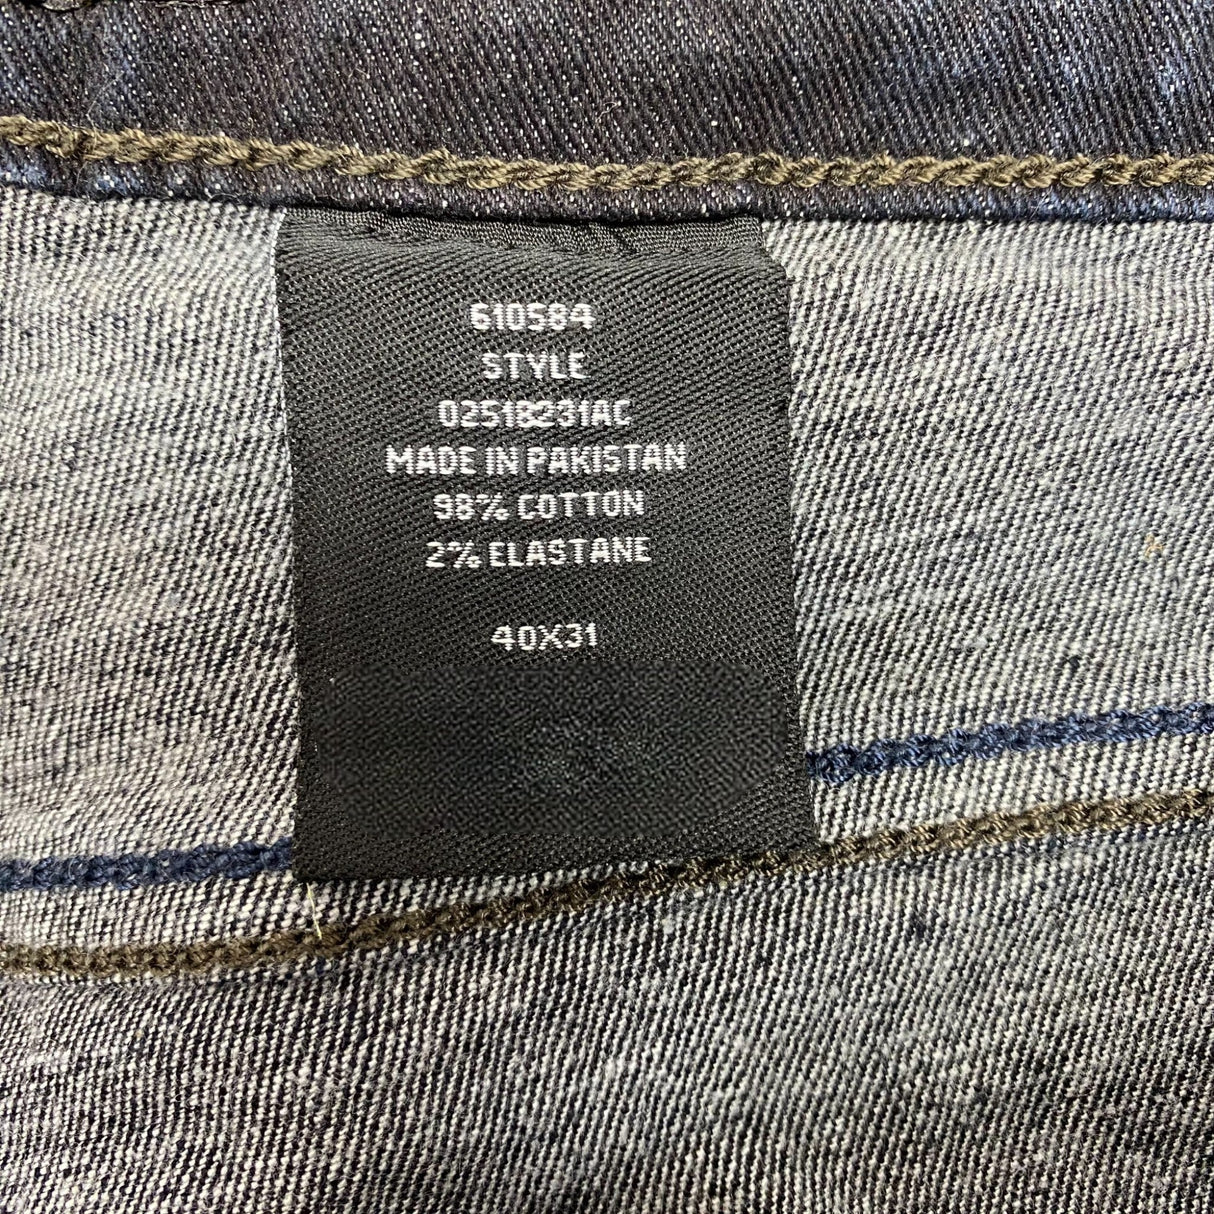 610584
STYLE
02518231AC
MADE IN PAKISTAN
98% COTTON
2% ELASTANE
40X31